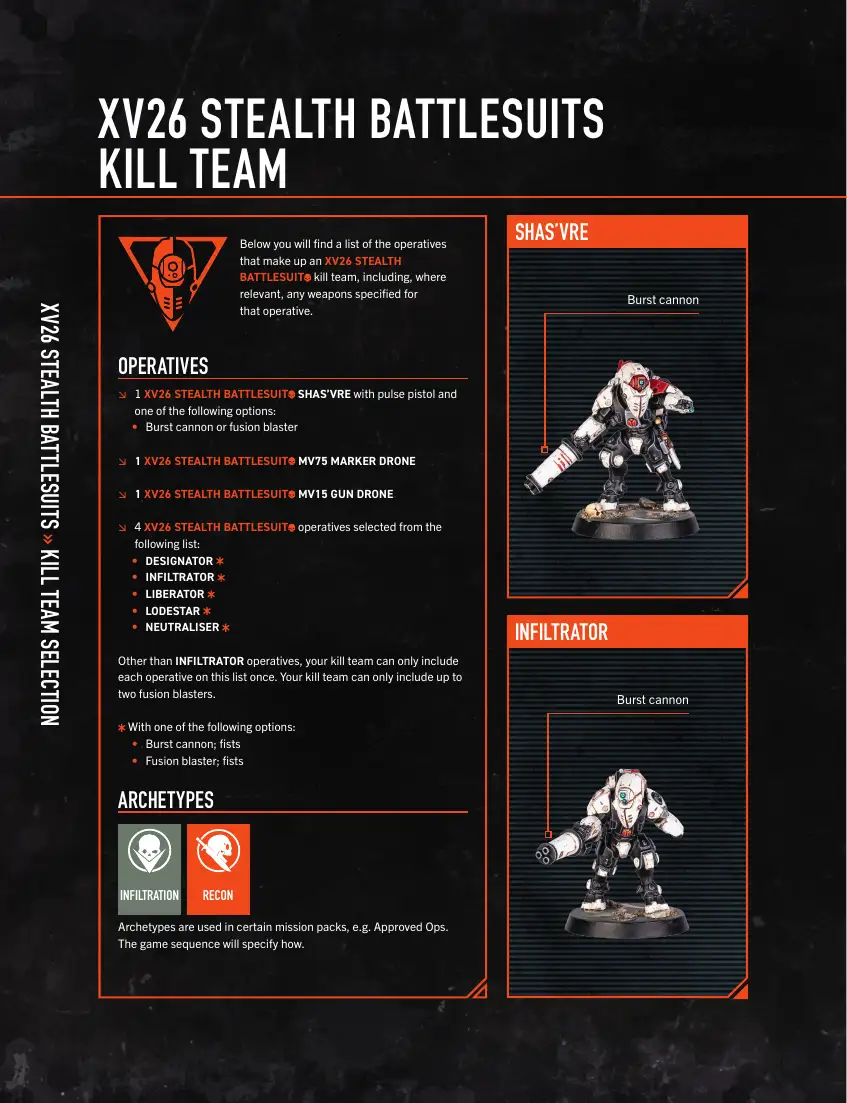 XV26 STEALTH BATTLESUITS
KILL TEAM
XV26 STEALTH BATTLESUITS » KILL TEAM SELECTION
Below you will find a list of the operatives
that make up an XV26 STEALTH
BATTLESUIT kill team, including, where
relevant, any weapons specified for
that operative.
OPERATIVES
↘ 1 XV26 STEALTH BATTLESUIT SHAS'VRE with pulse pistol and
one of the following options:
• Burst cannon or fusion blaster
↘ 1 XV26 STEALTH BATTLESUIT MV75 MARKER DRONE
↘ 1 XV26 STEALTH BATTLESUIT MV15 GUN DRONE
↘ 4 XV26 STEALTH BATTLESUIT operatives selected from the
following list:
• DESIGNATOR *
• INFILTRATOR *
• LIBERATOR *
• LODESTAR *
• NEUTRALISER *
Other than INFILTRATOR operatives, your kill team can only include
each operative on this list once. Your kill team can only include up to
two fusion blasters.
* With one of the following options:
• Burst cannon; fists
• Fusion blaster; fists
ARCHETYPES
INFILTRATION
RECON
Archetypes are used in certain mission packs, e.g. Approved Ops.
The game sequence will specify how.
SHAS'VRE
Burst cannon
INFILTRATOR
Burst cannon